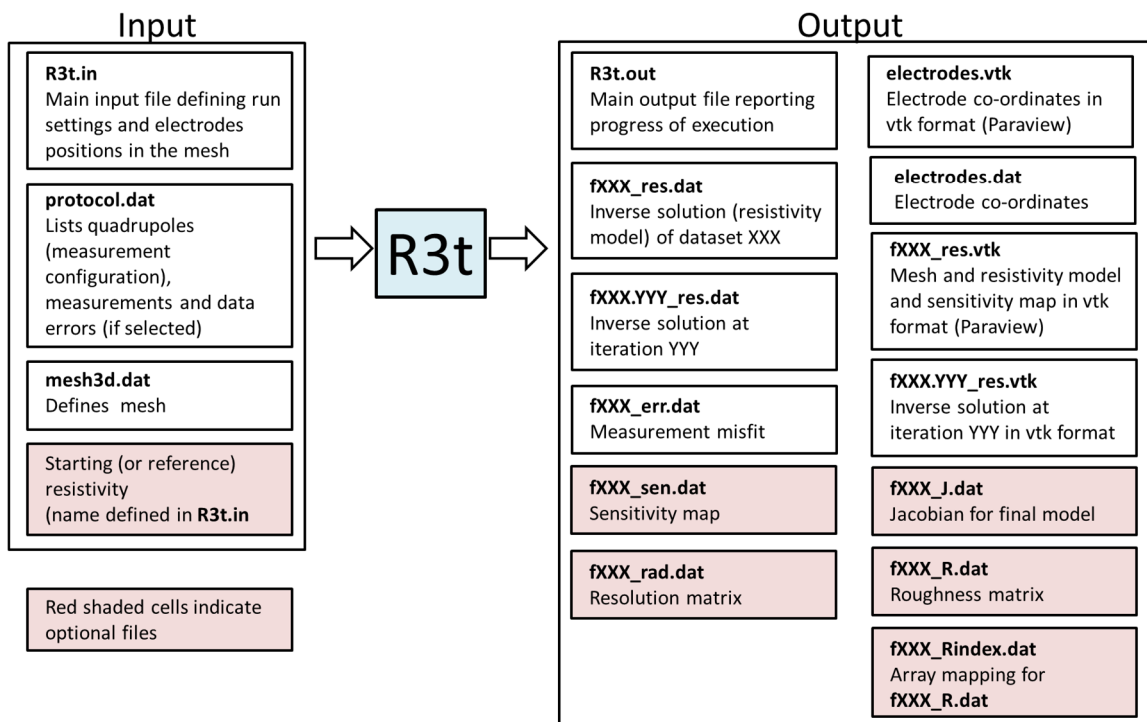 Input
R3t.in
Main input file defining run
settings and electrodes
positions in the mesh
protocol.dat
Lists quadrupoles
(measurement
configuration),
measurements and data
errors (if selected)
mesh3d.dat
Defines mesh
Starting (or reference)
resistivity
(name defined in R3t.in
Red shaded cells indicate
optional files
R3t
Output
R3t.out
Main output file reporting
progress of execution
fXXX_res.dat
Inverse solution (resistivity
model) of dataset XXX
fXXX.YYY_res.dat
Inverse solution at
iteration YYY
fXXX_err.dat
Measurement misfit
fXXX_sen.dat
Sensitivity map
fXXX_rad.dat
Resolution matrix
electrodes.vtk
Electrode co-ordinates in
vtk format (Paraview)
electrodes.dat
Electrode co-ordinates
fXXX_res.vtk
Mesh and resistivity model
and sensitivity map in vtk
format (Paraview)
fXXX.YYY_res.vtk
Inverse solution at
iteration YYY in vtk format
fXXX_J.dat
Jacobian for final model
fXXX_R.dat
Roughness matrix
fXXX_Rindex.dat
Array mapping for
fXXX_R.dat